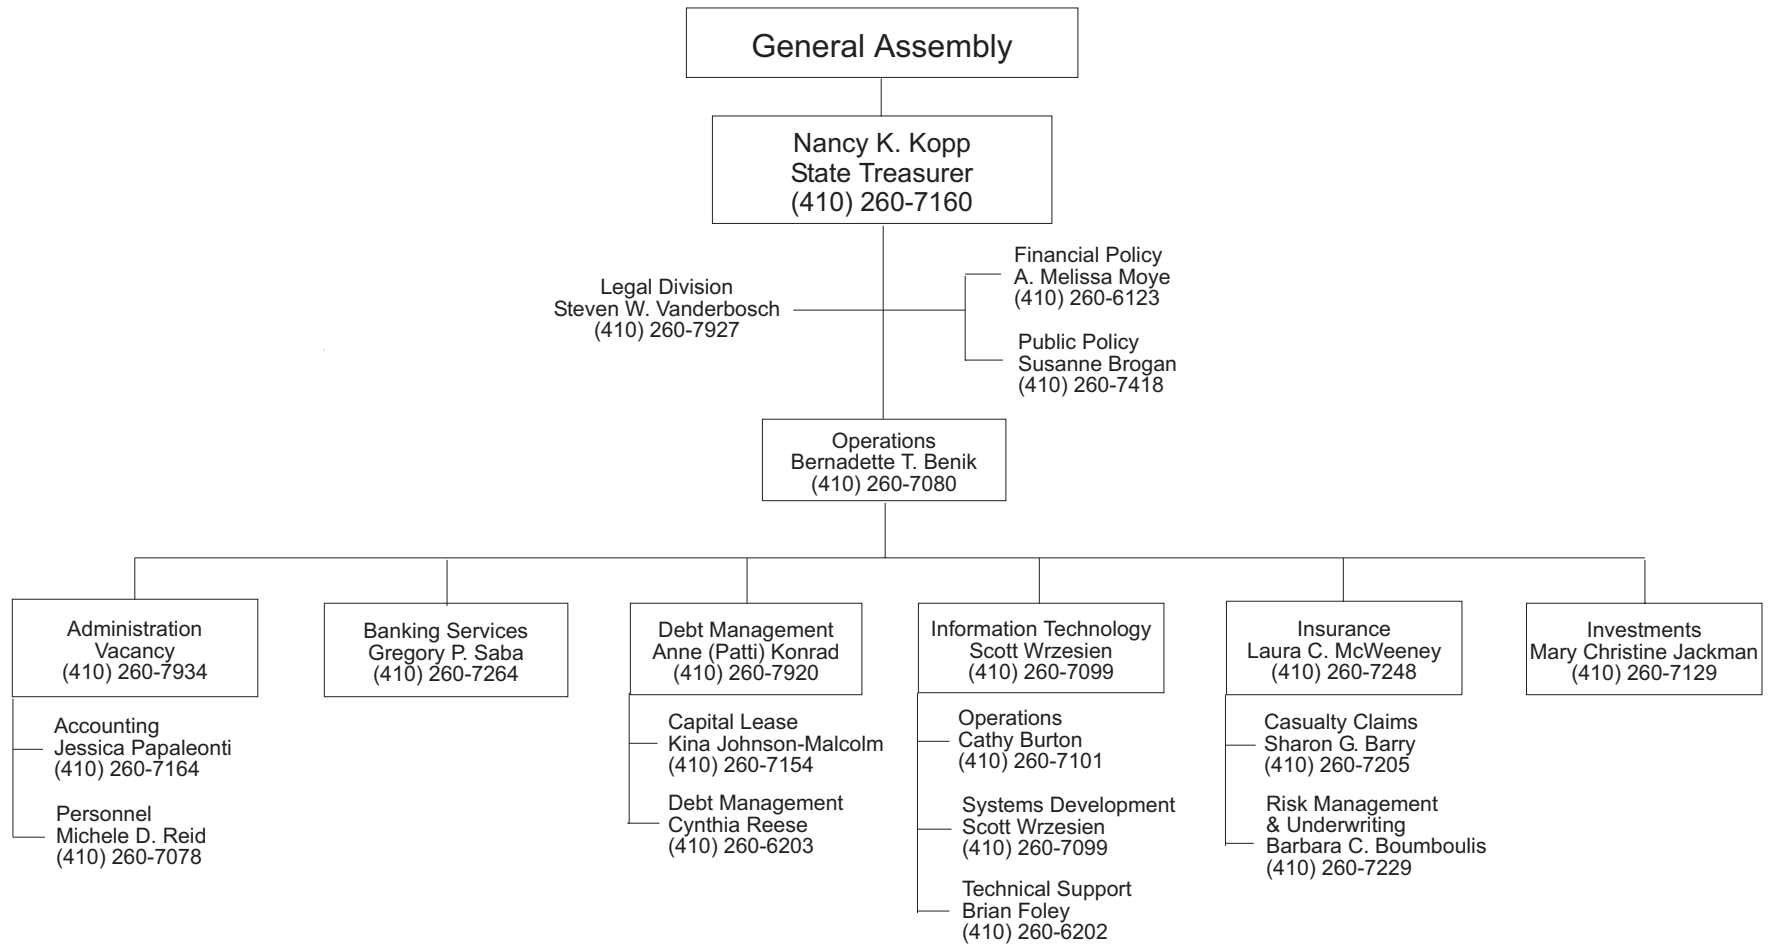 General Assembly
Nancy K. Kopp
State Treasurer
(410) 260-7160
Legal Division
Steven W. Vanderbosch
(410) 260-7927
Financial Policy
A. Melissa Moye
(410) 260-6123
Public Policy
Susanne Brogan
(410) 260-7418
Operations
Bernadette T. Benik
(410) 260-7080
Administration
Vacancy
(410) 260-7934
Accounting
Jessica Papaleonti
(410) 260-7164
Personnel
Michele D. Reid
(410) 260-7078
Banking Services
Gregory P. Saba
(410) 260-7264
Debt Management
Anne (Patti) Konrad
(410) 260-7920
Capital Lease
Kina Johnson-Malcolm
(410) 260-7154
Debt Management
Cynthia Reese
(410) 260-6203
Information Technology
Scott Wrzesien
(410) 260-7099
Operations
Cathy Burton
(410) 260-7101
Systems Development
Scott Wrzesien
(410) 260-7099
Technical Support
Brian Foley
(410) 260-6202
Insurance
Laura C. McWeeney
(410) 260-7248
Casualty Claims
Sharon G. Barry
(410) 260-7205
Risk Management
& Underwriting
Barbara C. Boumboulis
(410) 260-7229
Investments
Mary Christine Jackman
(410) 260-7129